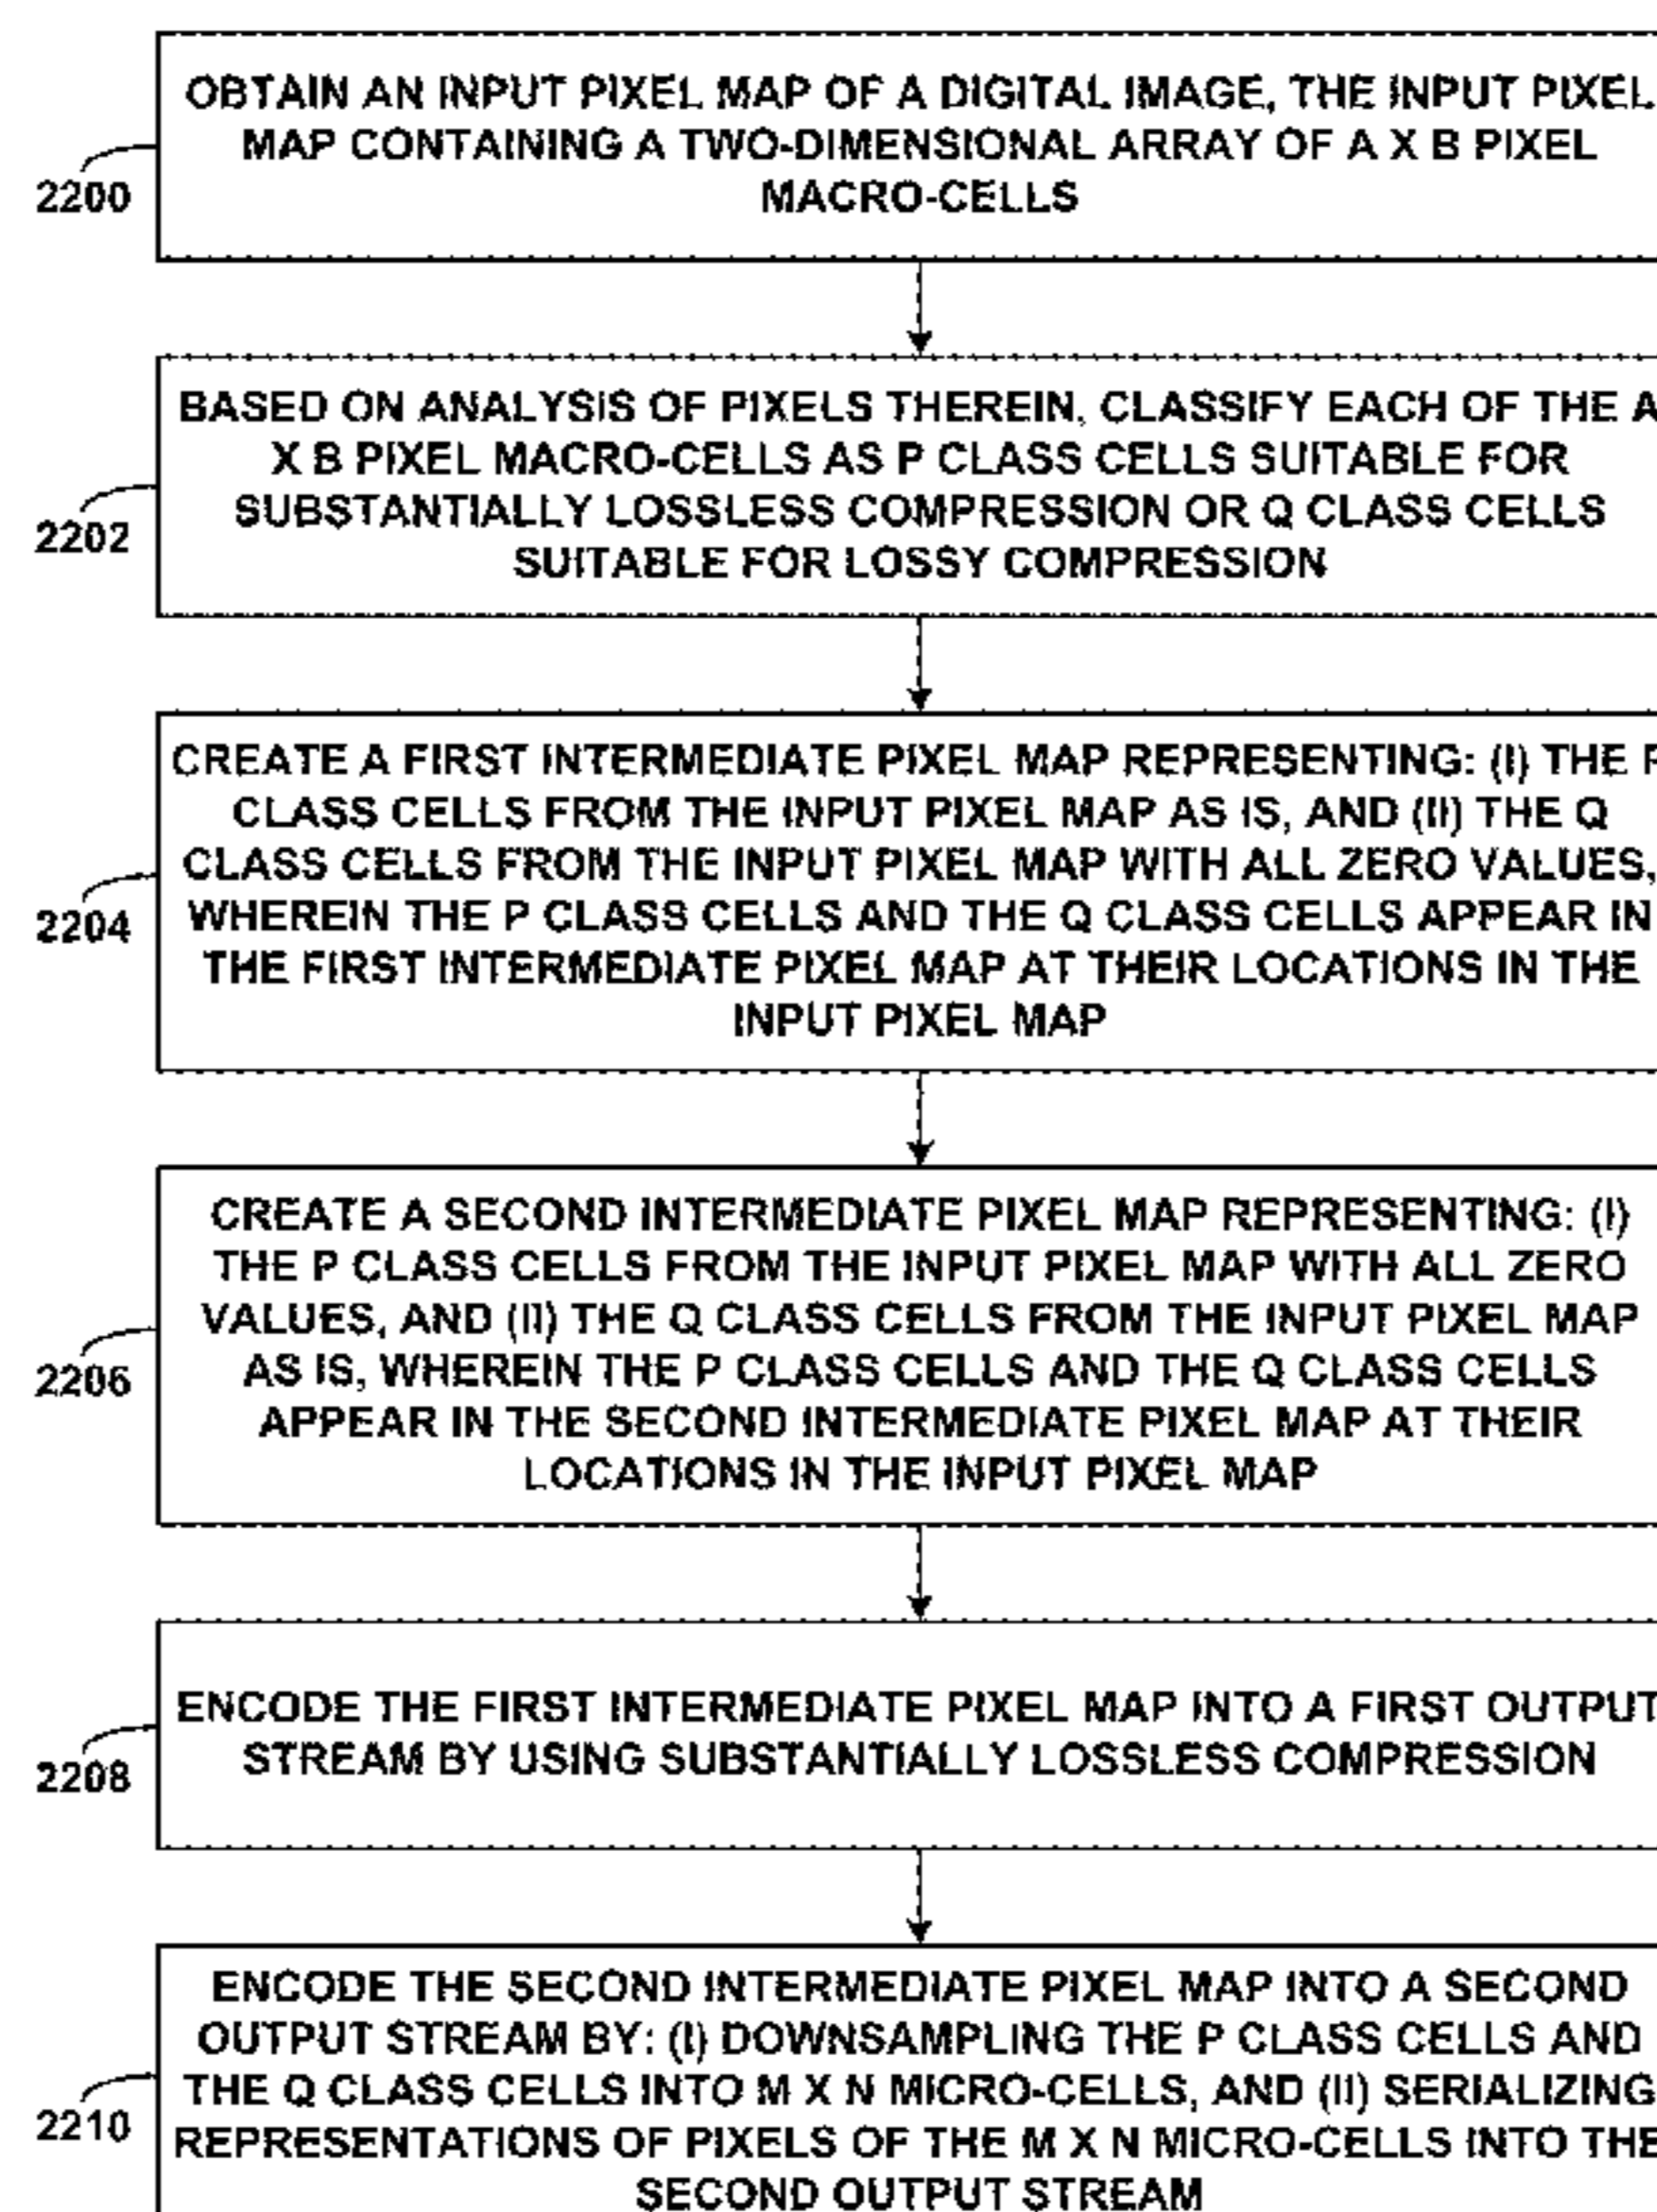 OBTAIN AN INPUT PIXEL MAP OF A DIGITAL IMAGE, THE INPUT PIXEL
MAP CONTAINING A TWO-DIMENSIONAL ARRAY OF A X B PIXEL
MACRO-CELLS
2200
BASED ON ANALYSIS OF PIXELS THEREIN, CLASSIFY EACH OF THE A
X B PIXEL MACRO-CELLS AS P CLASS CELLS SUITABLE FOR
SUBSTANTIALLY LOSSLESS COMPRESSION OR Q CLASS CELLS
SUITABLE FOR LOSSY COMPRESSION
2202
CREATE A FIRST INTERMEDIATE PIXEL MAP REPRESENTING: (I) THE P
CLASS CELLS FROM THE INPUT PIXEL MAP AS IS, AND (II) THE Q
CLASS CELLS FROM THE INPUT PIXEL MAP WITH ALL ZERO VALUES,
WHEREIN THE P CLASS CELLS AND THE Q CLASS CELLS APPEAR IN
THE FIRST INTERMEDIATE PIXEL MAP AT THEIR LOCATIONS IN THE
INPUT PIXEL MAP
2204
CREATE A SECOND INTERMEDIATE PIXEL MAP REPRESENTING: (I)
THE P CLASS CELLS FROM THE INPUT PIXEL MAP WITH ALL ZERO
VALUES, AND (II) THE Q CLASS CELLS FROM THE INPUT PIXEL MAP
AS IS, WHEREIN THE P CLASS CELLS AND THE Q CLASS CELLS
APPEAR IN THE SECOND INTERMEDIATE PIXEL MAP AT THEIR
LOCATIONS IN THE INPUT PIXEL MAP
2206
ENCODE THE FIRST INTERMEDIATE PIXEL MAP INTO A FIRST OUTPUT
STREAM BY USING SUBSTANTIALLY LOSSLESS COMPRESSION
2208
ENCODE THE SECOND INTERMEDIATE PIXEL MAP INTO A SECOND
OUTPUT STREAM BY: (I) DOWNSAMPLING THE P CLASS CELLS AND
THE Q CLASS CELLS INTO M X N MICRO-CELLS, AND (II) SERIALIZING
REPRESENTATIONS OF PIXELS OF THE M X N MICRO-CELLS INTO THE
SECOND OUTPUT STREAM
2210